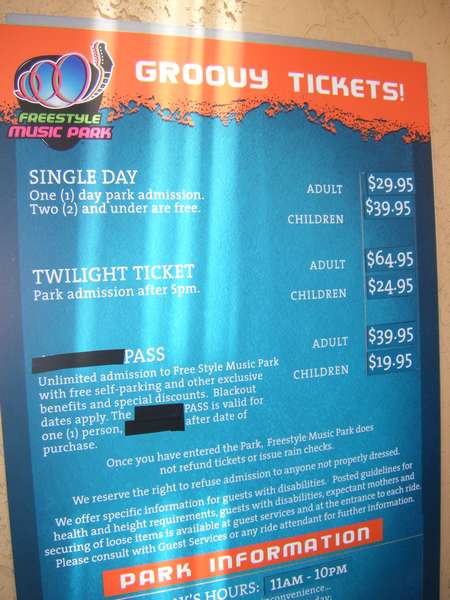 FREESTYLE
MUSIC PARK
GROOVY TICKETS!
SINGLE DAY
One (1) day park admission.
Two (2) and under are free.
ADULT $29.95
CHILDREN $39.95
TWILIGHT TICKET
Park admission after 5pm.
ADULT $64.95
CHILDREN $24.95
PASS
Unlimited admission to Free Style Music Park
with free self-parking and other exclusive
benefits and special discounts. Blackout
dates apply. The PASS is valid for
one (1) person, after date of
purchase.
ADULT $39.95
CHILDREN $19.95
Once you have entered the Park, Freestyle Music Park does
not refund tickets or issue rain checks.
We reserve the right to refuse admission to anyone not properly dressed.
We offer specific information for guests with disabilities. Posted guidelines for
health and height requirements, guests with disabilities, expectant mothers and
securing of loose items is available at guest services and at the entrance to each ride.
Please consult with Guest Services or any ride attendant for further information.
PARK INFORMATION
'S HOURS: 11AM - 10PM